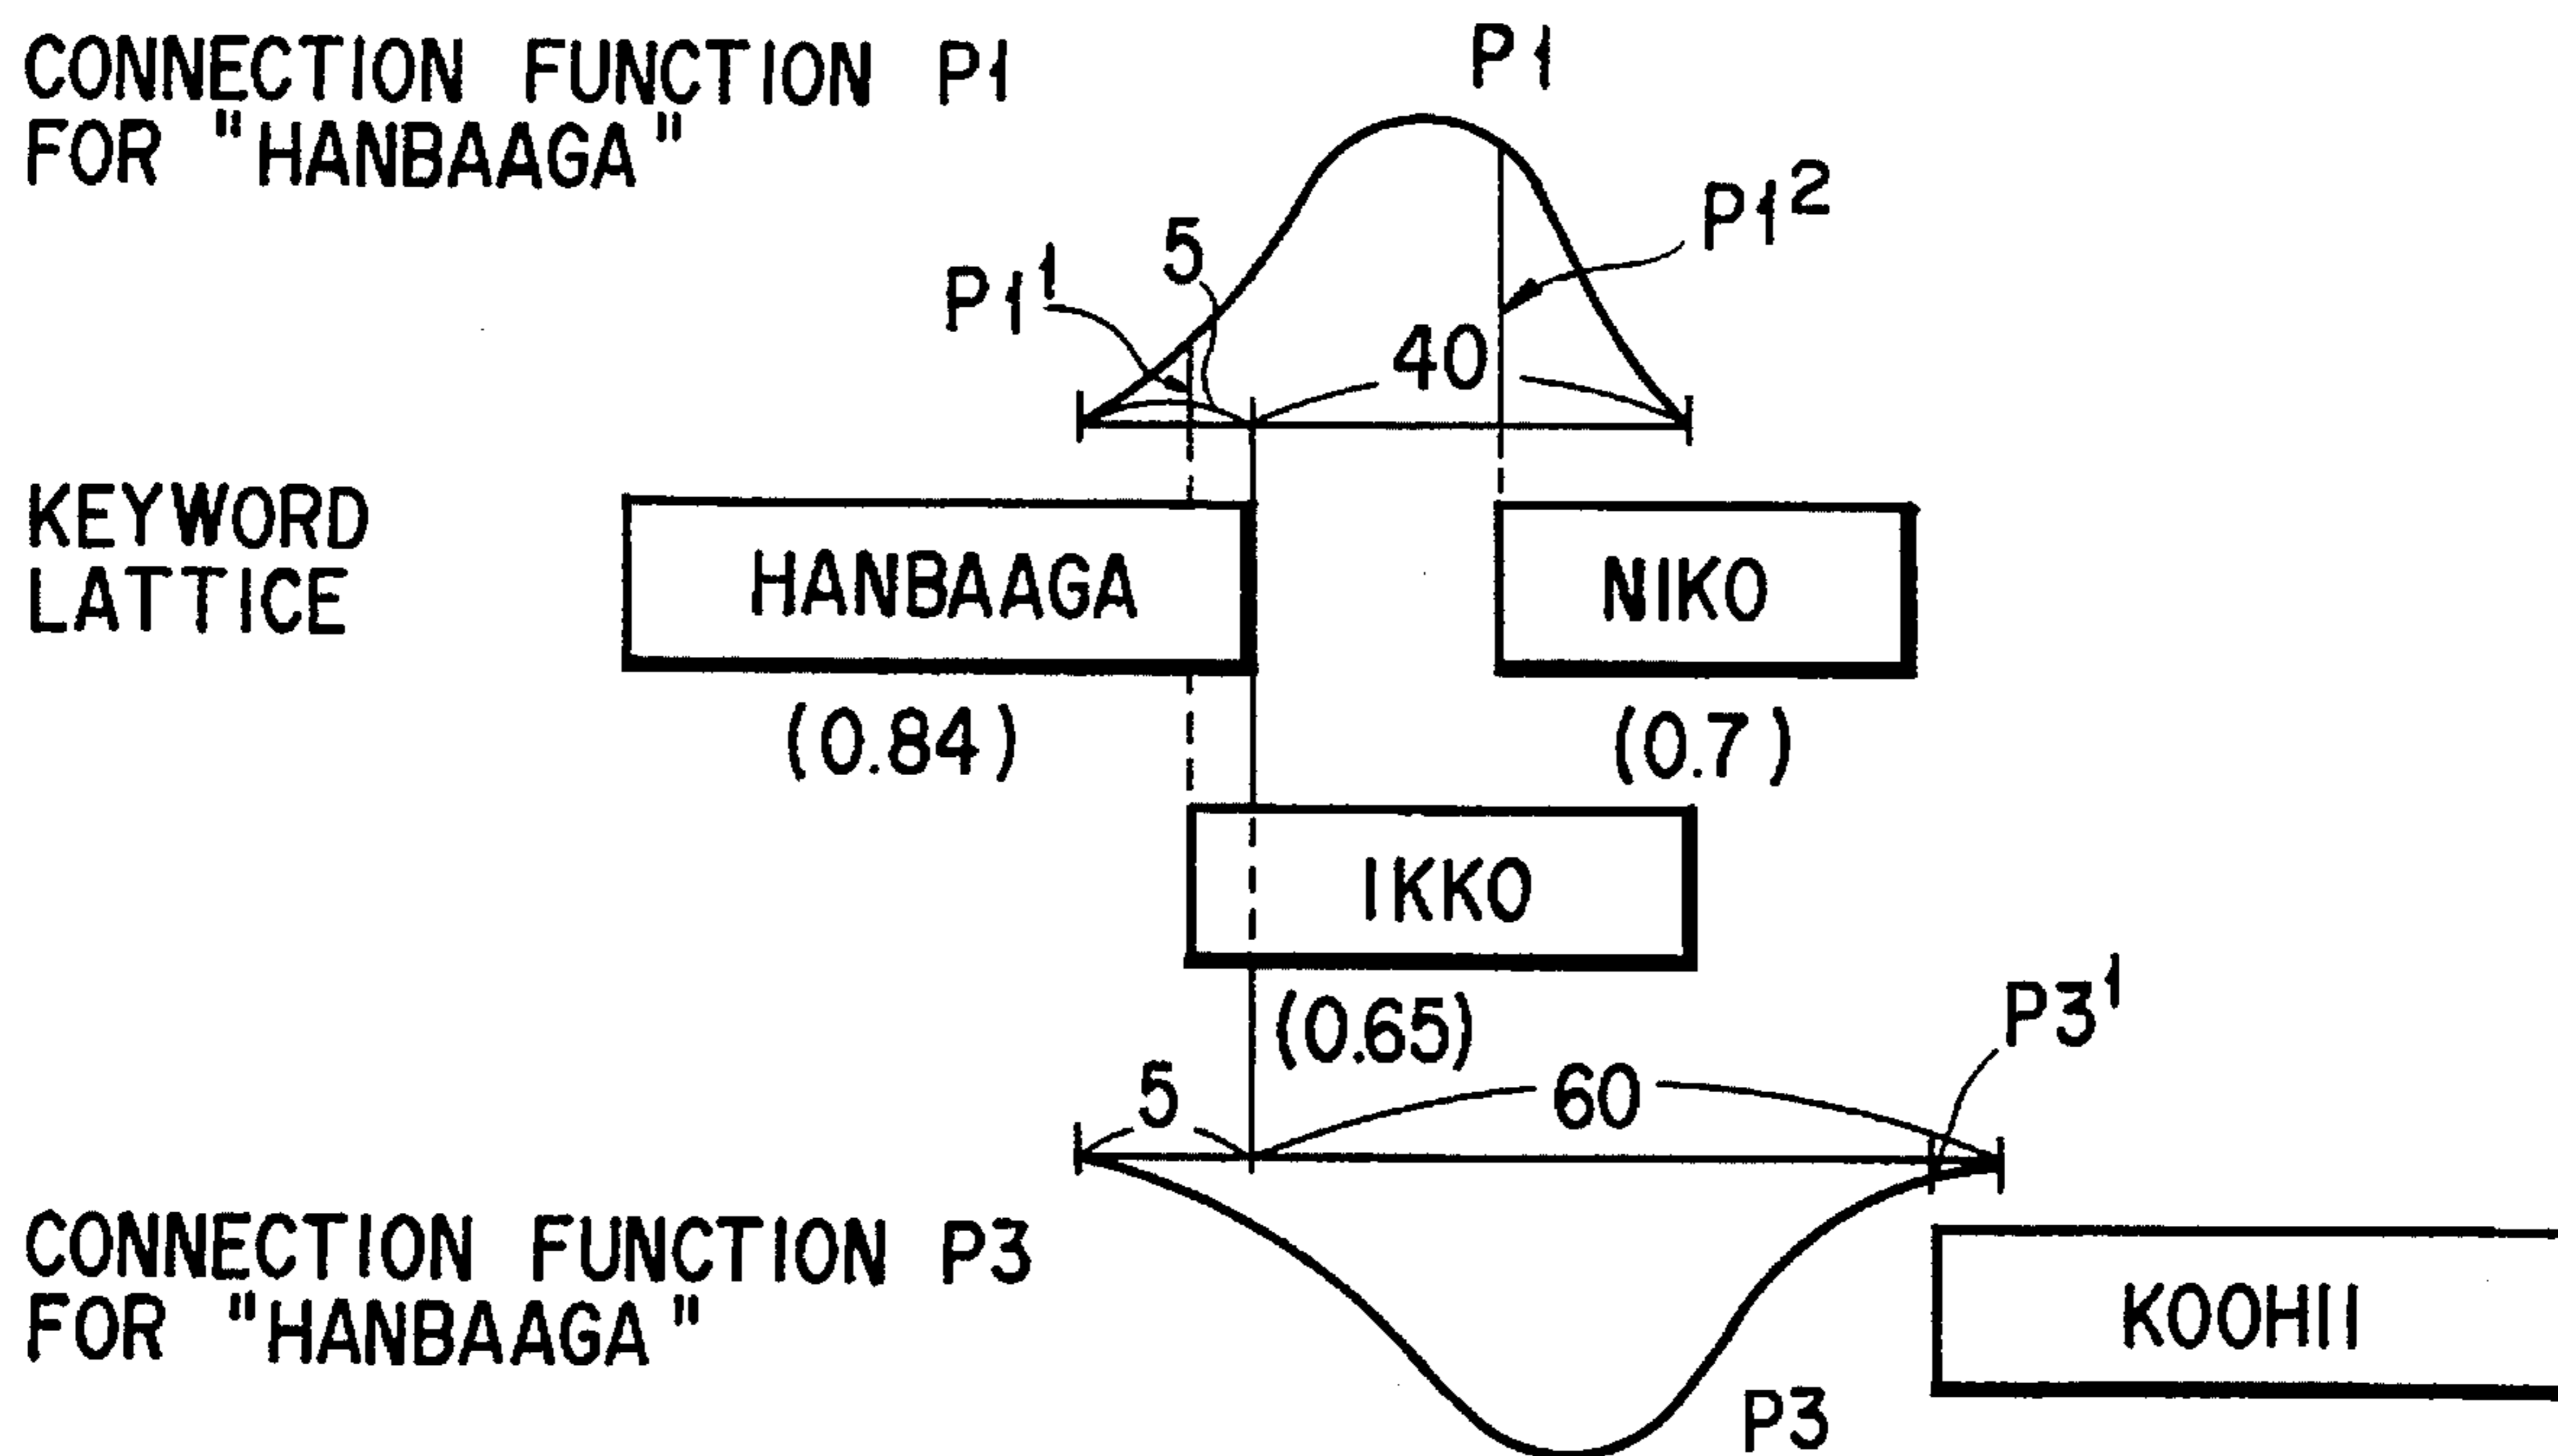 CONNECTION FUNCTION P1
FOR "HANBAAGA"
P1
P1¹
5
P1²
40
KEYWORD
LATTICE
HANBAAGA
NIKO
(0.84)
(0.7)
IKKO
(0.65)
P3¹
5
60
CONNECTION FUNCTION P3
FOR "HANBAAGA"
KOOHII
P3